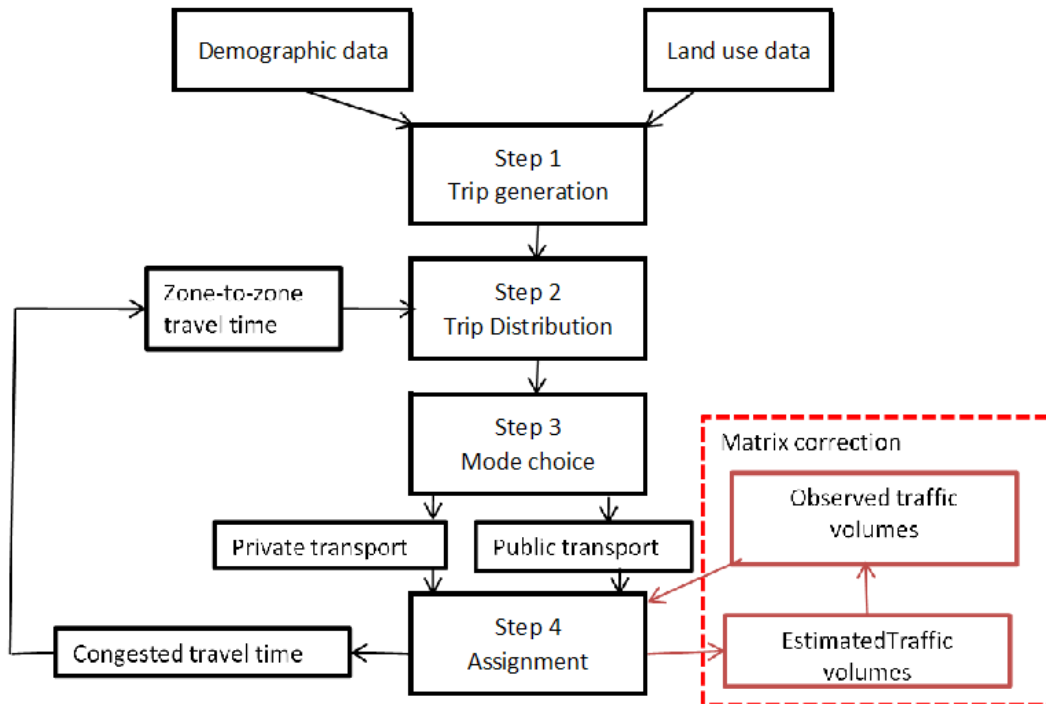 Demographic data
Land use data
Step 1
Trip generation
Zone-to-zone
travel time
Step 2
Trip Distribution
Step 3
Mode choice
Matrix correction
Observed traffic
volumes
Private transport
Public transport
Step 4
Assignment
Congested travel time
EstimatedTraffic
volumes